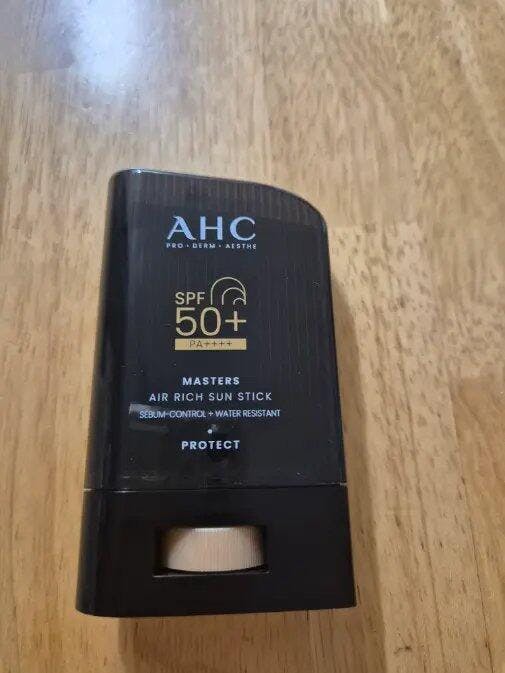 AHC
PRO • DERM • AESTHE
SPF
50+
PA++++
MASTERS
AIR RICH SUN STICK
SEBUM-CONTROL + WATER RESISTANT
PROTECT